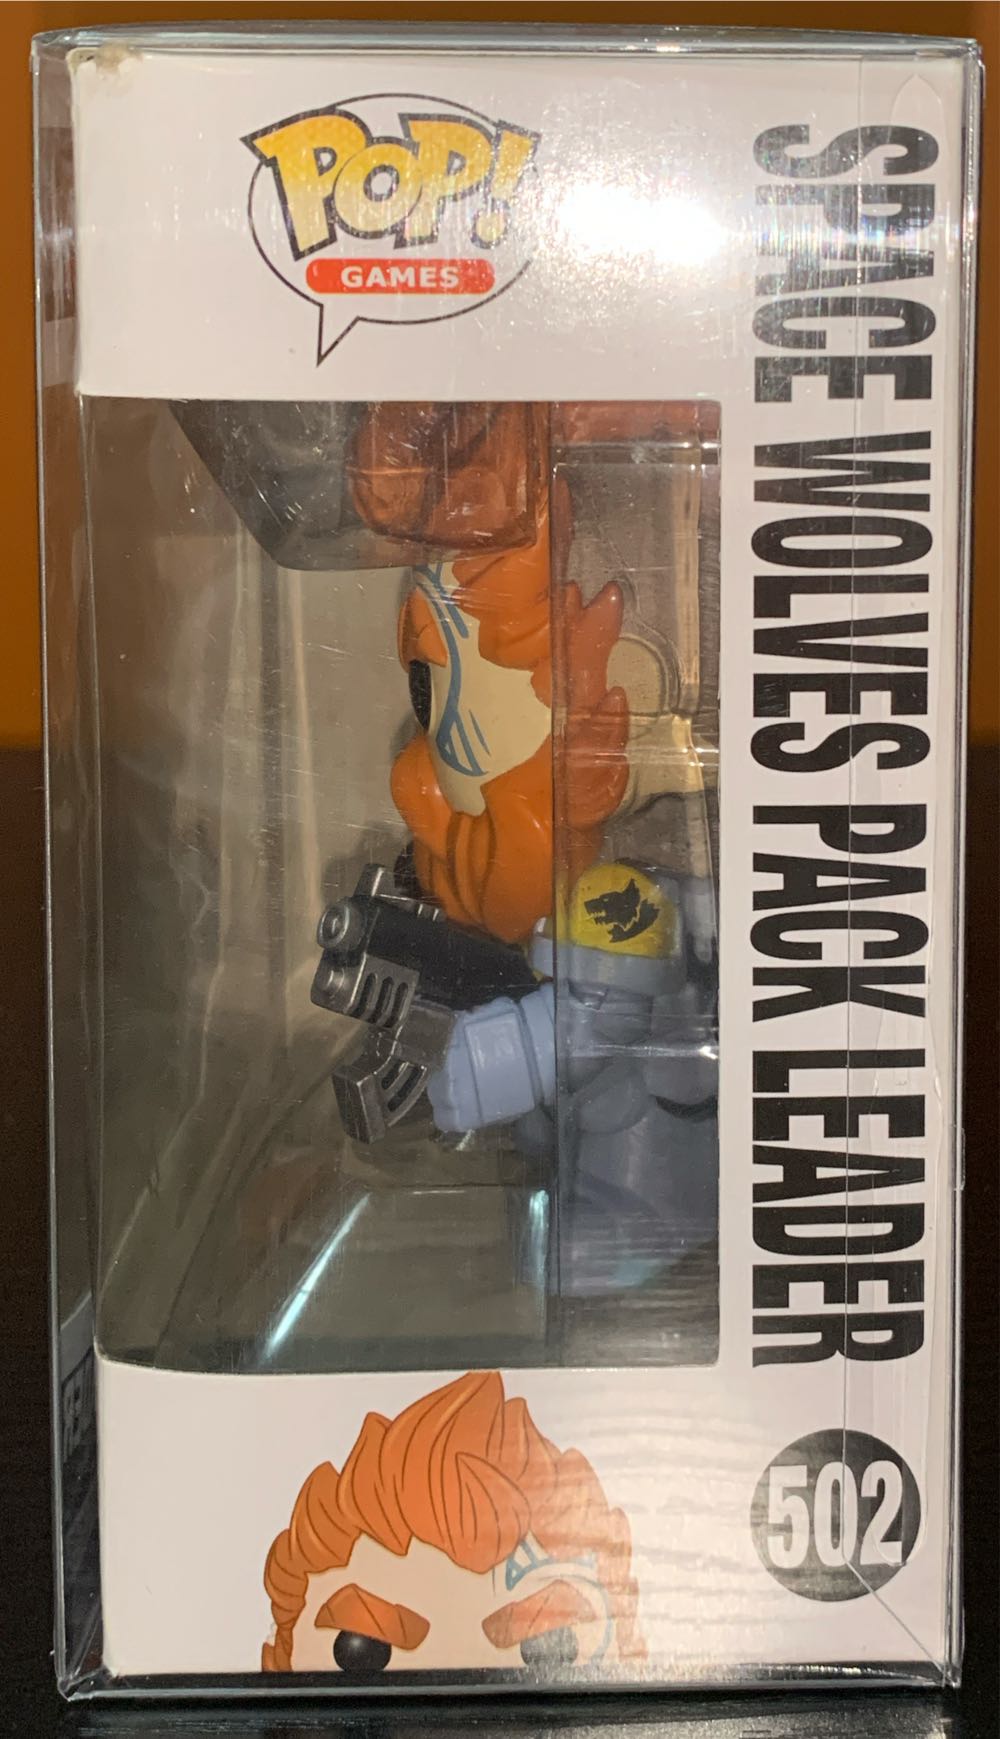 POP!
GAMES
SPACE WOLVES PACK LEADER
502